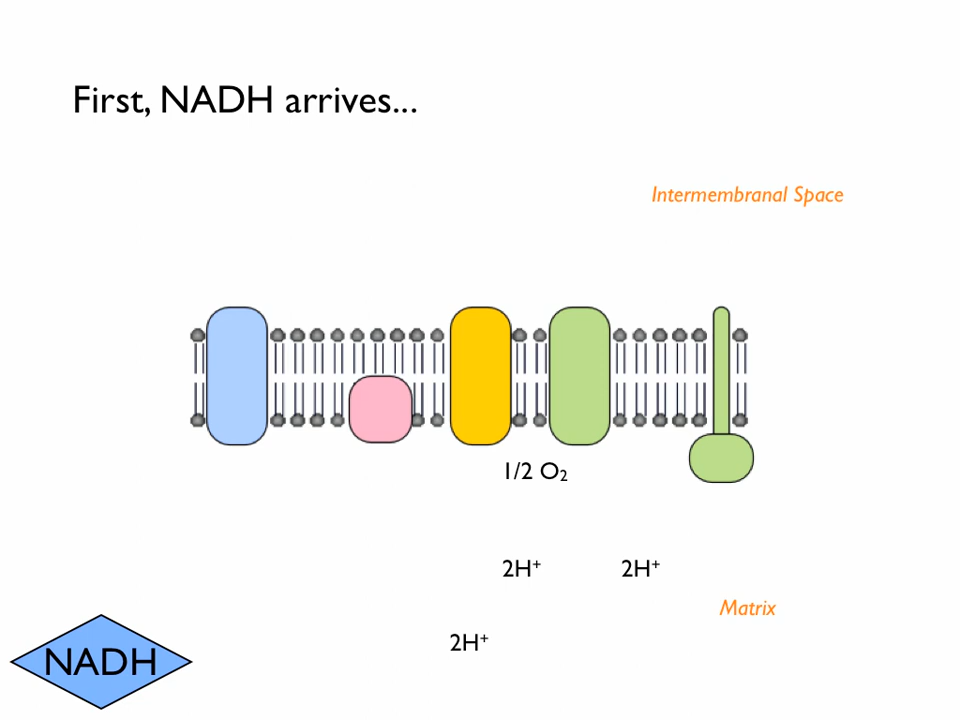 First, NADH arrives...
Intermembranal Space
1/2 O₂
2H⁺ 2H⁺
Matrix
2H⁺
NADH